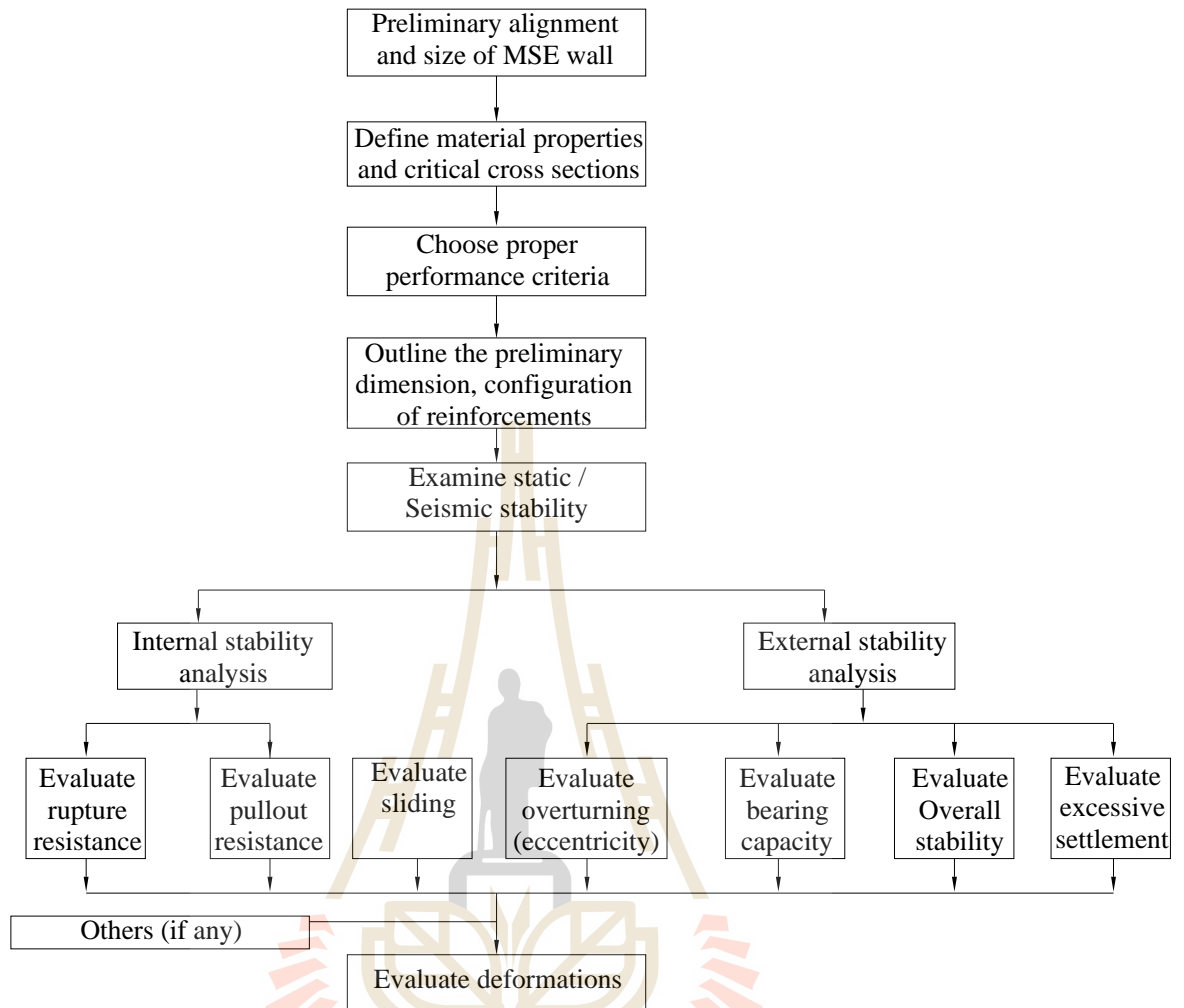 Preliminary alignment
and size of MSE wall
Define material properties
and critical cross sections
Choose proper
performance criteria
Outline the preliminary
dimension, configuration
of reinforcements
Examine static /
Seismic stability
Internal stability
analysis
External stability
analysis
Evaluate
rupture
resistance
Evaluate
pullout
resistance
Evaluate
sliding
Evaluate
overturning
(eccentricity)
Evaluate
bearing
capacity
Evaluate
Overall
stability
Evaluate
excessive
settlement
Others (if any)
Evaluate deformations